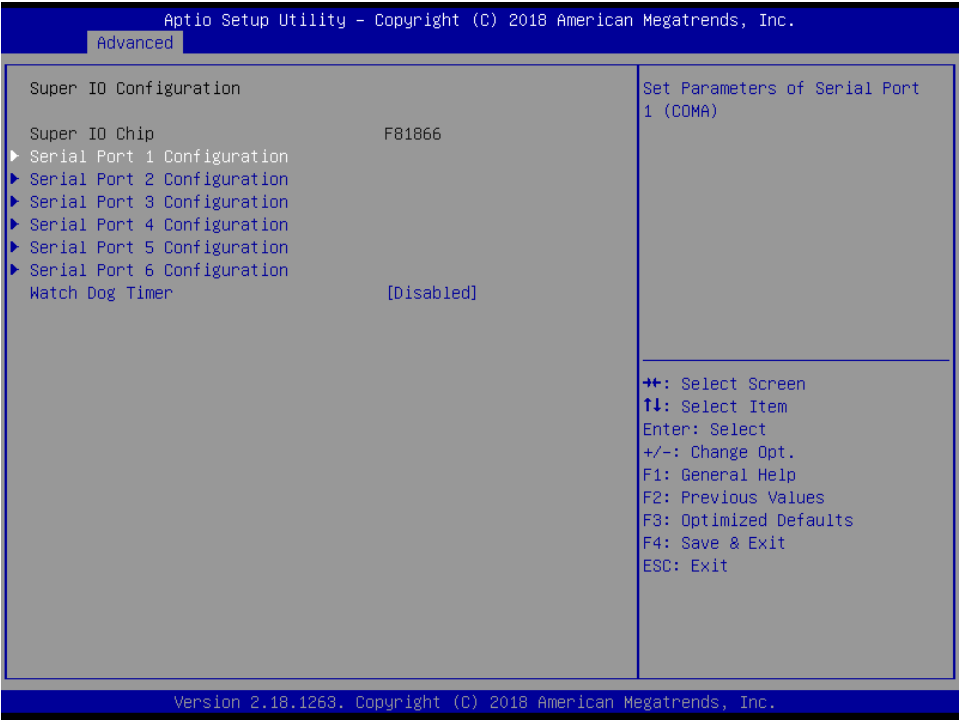 Aptio Setup Utility – Copyright (C) 2018 American Megatrends, Inc.
Advanced
Super IO Configuration
Super IO Chip F81866
▶ Serial Port 1 Configuration
▶ Serial Port 2 Configuration
▶ Serial Port 3 Configuration
▶ Serial Port 4 Configuration
▶ Serial Port 5 Configuration
▶ Serial Port 6 Configuration
Watch Dog Timer [Disabled]
Set Parameters of Serial Port
1 (COMA)
→←: Select Screen
↑↓: Select Item
Enter: Select
+/-: Change Opt.
F1: General Help
F2: Previous Values
F3: Optimized Defaults
F4: Save & Exit
ESC: Exit
Version 2.18.1263. Copyright (C) 2018 American Megatrends, Inc.